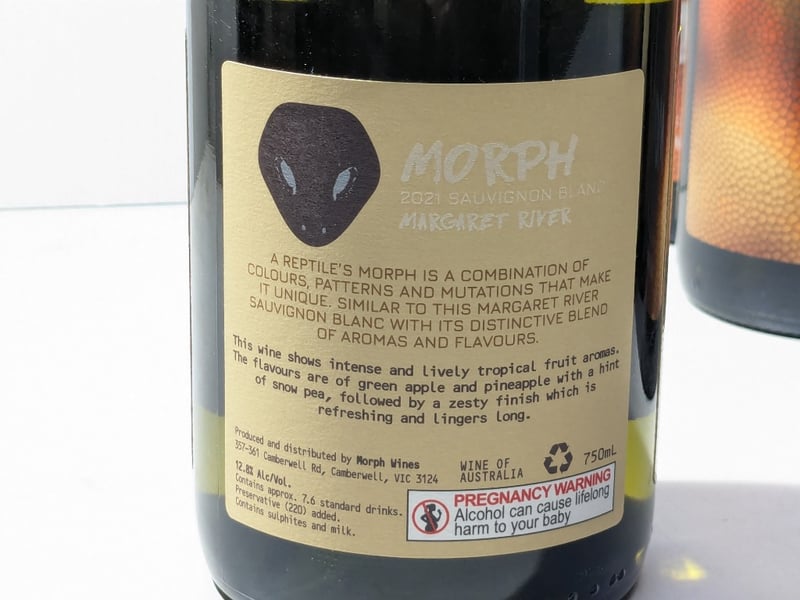 MORPH
2021 SAUVIGNON BLANC
MARGARET RIVER
A REPTILE'S MORPH IS A COMBINATION OF
COLOURS, PATTERNS AND MUTATIONS THAT MAKE
IT UNIQUE. SIMILAR TO THIS MARGARET RIVER
SAUVIGNON BLANC WITH ITS DISTINCTIVE BLEND
OF AROMAS AND FLAVOURS.
This wine shows intense and lively tropical fruit aromas.
The flavours are of green apple and pineapple with a hint
of snow pea, followed by a zesty finish which is
refreshing and lingers long.
Produced and distributed by Morph Wines
357-361 Camberwell Rd, Camberwell, VIC 3124
12.8% Alc/Vol.
Contains approx. 7.6 standard drinks.
Preservative (220) added.
Contains sulphites and milk.
WINE OF
AUSTRALIA
750mL
PREGNANCY WARNING
Alcohol can cause lifelong
harm to your baby